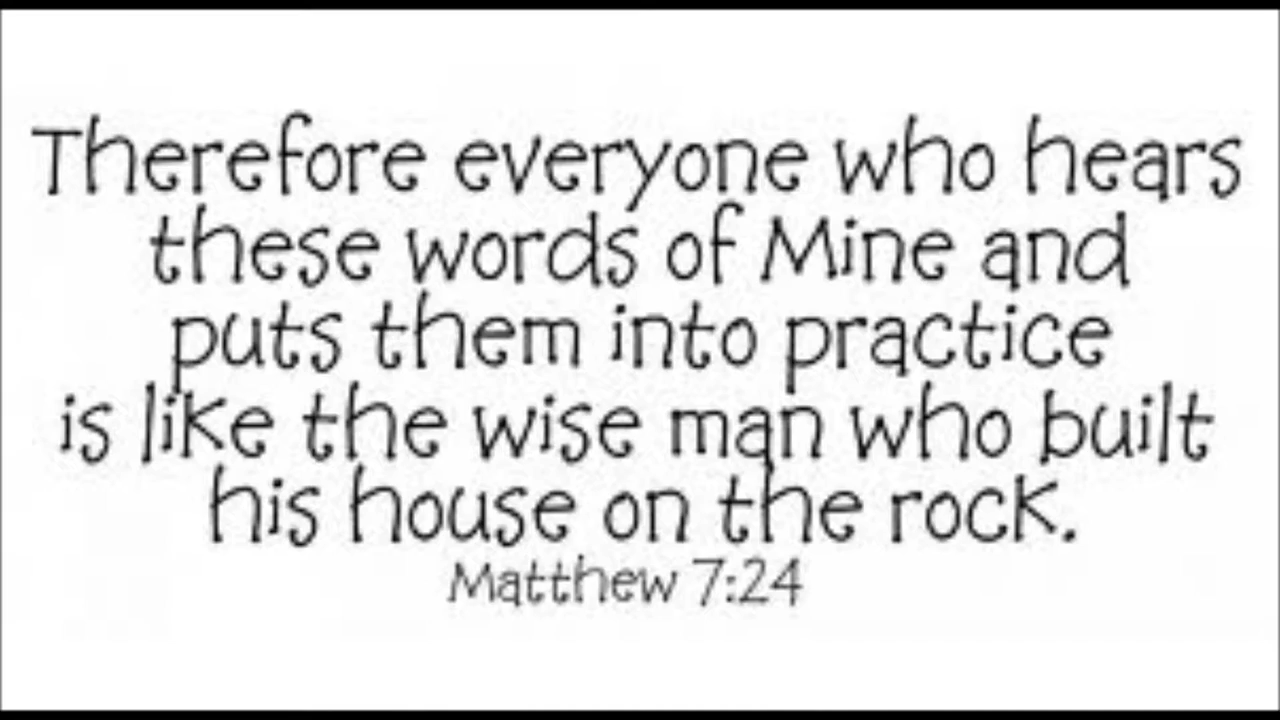 Therefore everyone who hears
these words of Mine and
puts them into practice
is like the wise man who built
his house on the rock.
Matthew 7:24